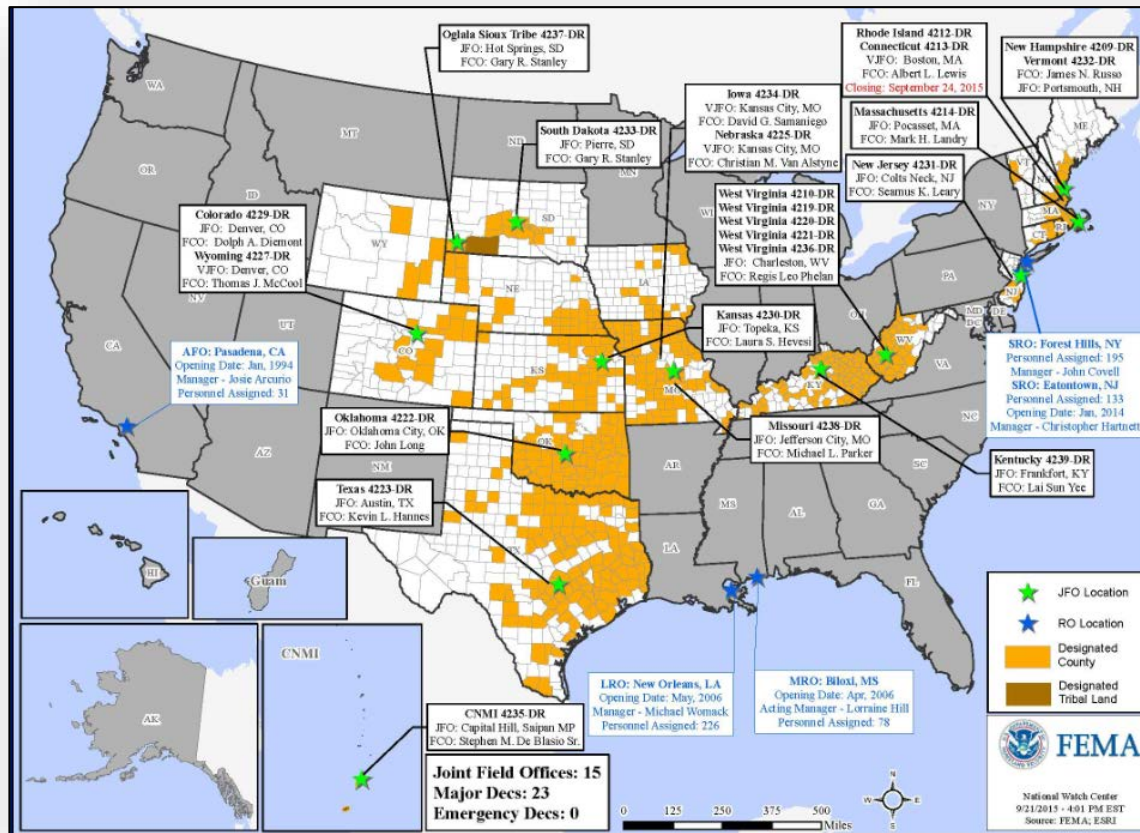 Oglala Sioux Tribe 4237-DR
JFO: Hot Springs, SD
FCO: Gary R. Stanley
Rhode Island 4212-DR
Connecticut 4213-DR
VJFO: Boston, MA
FCO: Albert L. Lewis
Closing: September 24, 2015
New Hampshire 4209-DR
Vermont 4232-DR
FCO: James N. Russo
JFO: Portsmouth, NH
Iowa 4234-DR
VJFO: Kansas City, MO
FCO: David G. Samaniego
Nebraska 4225-DR
VJFO: Kansas City, MO
FCO: Christian M. Van Alstyne
South Dakota 4233-DR
JFO: Pierre, SD
FCO: Gary R. Stanley
Massachusetts 4214-DR
JFO: Pocasset, MA
FCO: Mark H. Landry
New Jersey 4231-DR
JFO: Colts Neck, NJ
FCO: Seamus K. Leary
West Virginia 4210-DR
West Virginia 4219-DR
West Virginia 4220-DR
West Virginia 4221-DR
West Virginia 4236-DR
JFO: Charleston, WV
FCO: Regis Leo Phelan
Colorado 4229-DR
JFO: Denver, CO
FCO: Dolph A. Diemont
Wyoming 4227-DR
VJFO: Denver, CO
FCO: Thomas J. McCool
Kansas 4230-DR
JFO: Topeka, KS
FCO: Laura S. Hevesi
AFO: Pasadena, CA
Opening Date: Jan, 1994
Manager - Josie Arcurio
Personnel Assigned: 31
SRO: Forest Hills, NY
Personnel Assigned: 195
Manager - John Covell
SRO: Eatontown, NJ
Personnel Assigned: 133
Opening Date: Jan, 2014
Manager - Christopher Hartnett
Oklahoma 4222-DR
JFO: Oklahoma City, OK
FCO: John Long
Missouri 4238-DR
JFO: Jefferson City, MO
FCO: Michael L. Parker
Kentucky 4239-DR
JFO: Frankfort, KY
FCO: Lai Sun Yee
Texas 4223-DR
JFO: Austin, TX
FCO: Kevin L. Hannes
LRO: New Orleans, LA
Opening Date: May, 2006
Manager - Michael Womack
Personnel Assigned: 226
MRO: Biloxi, MS
Opening Date: Apr, 2006
Acting Manager - Lorraine Hill
Personnel Assigned: 78
CNMI 4235-DR
JFO: Capital Hill, Saipan MP
FCO: Stephen M. De Blasio Sr.
Joint Field Offices: 15
Major Decs: 23
Emergency Decs: 0
WA
OR
CA
ID
NV
MT
UT
AZ
WY
CO
NM
ND
SD
NE
KS
OK
TX
MN
IA
MO
AR
LA
WI
MS
AL
GA
FL
SC
NC
VA
WV
KY
OH
PA
NY
NJ
MD
DC
DE
CT
RI
MA
VT
NH
ME
HI
Guam
AK
CNMI
JFO Location
RO Location
Designated
County
Designated
Tribal Land
FEMA
National Watch Center
9/21/2015 - 4:01 PM EST
Source: FEMA; ESRI
0 125 250 500
Miles
N
W
E
S